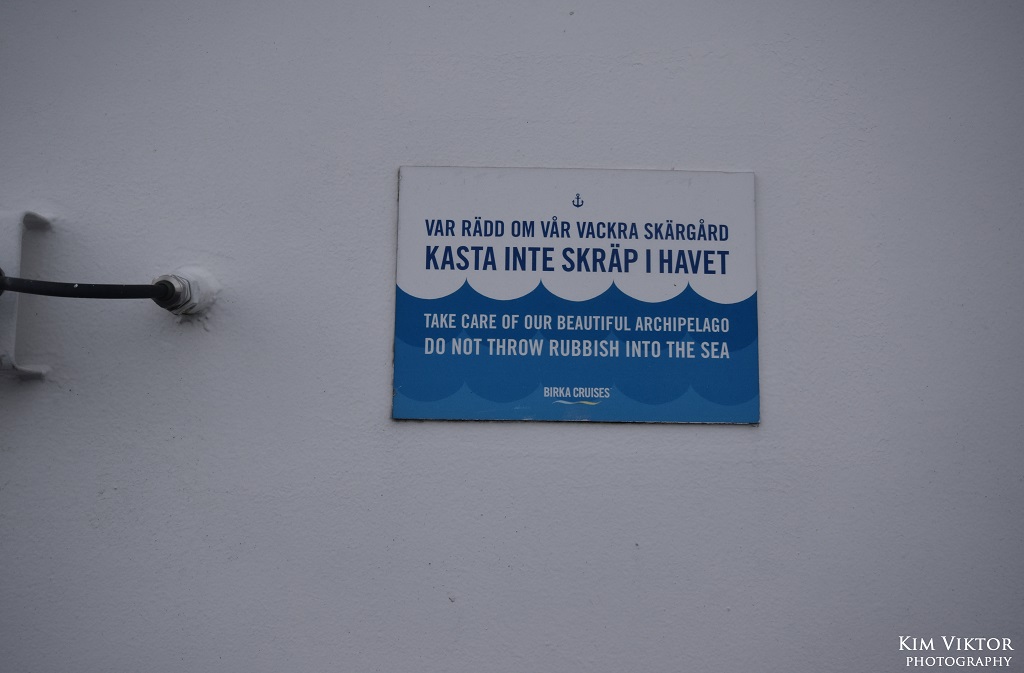 VAR RÄDD OM VÅR VACKRA SKÄRGÅRD
KASTA INTE SKRÄP I HAVET
TAKE CARE OF OUR BEAUTIFUL ARCHIPELAGO
DO NOT THROW RUBBISH INTO THE SEA
BIRKA CRUISES
KIM VIKTOR
PHOTOGRAPHY